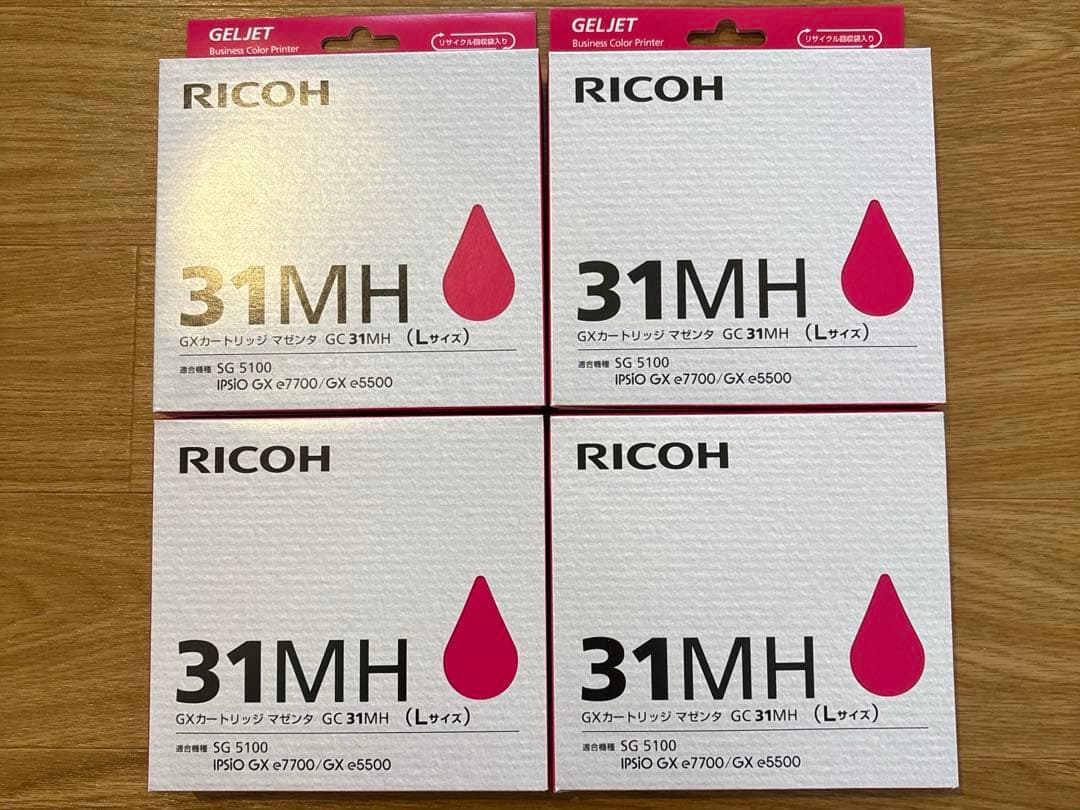 GELJET
Business Color Printer
リサイクル回収袋入り
RICOH
31MH
GXカートリッジ マゼンタ GC 31MH (Lサイズ)
適合機種 SG 5100
IPSiO GX e7700/GX e5500
GELJET
Business Color Printer
リサイクル回収袋入り
RICOH
31MH
GXカートリッジ マゼンタ GC 31MH (Lサイズ)
適合機種 SG 5100
IPSiO GX e7700/GX e5500
RICOH
31MH
GXカートリッジ マゼンタ GC 31MH (Lサイズ)
適合機種 SG 5100
IPSiO GX e7700/GX e5500
RICOH
31MH
GXカートリッジ マゼンタ GC 31MH (Lサイズ)
適合機種 SG 5100
IPSiO GX e7700/GX e5500